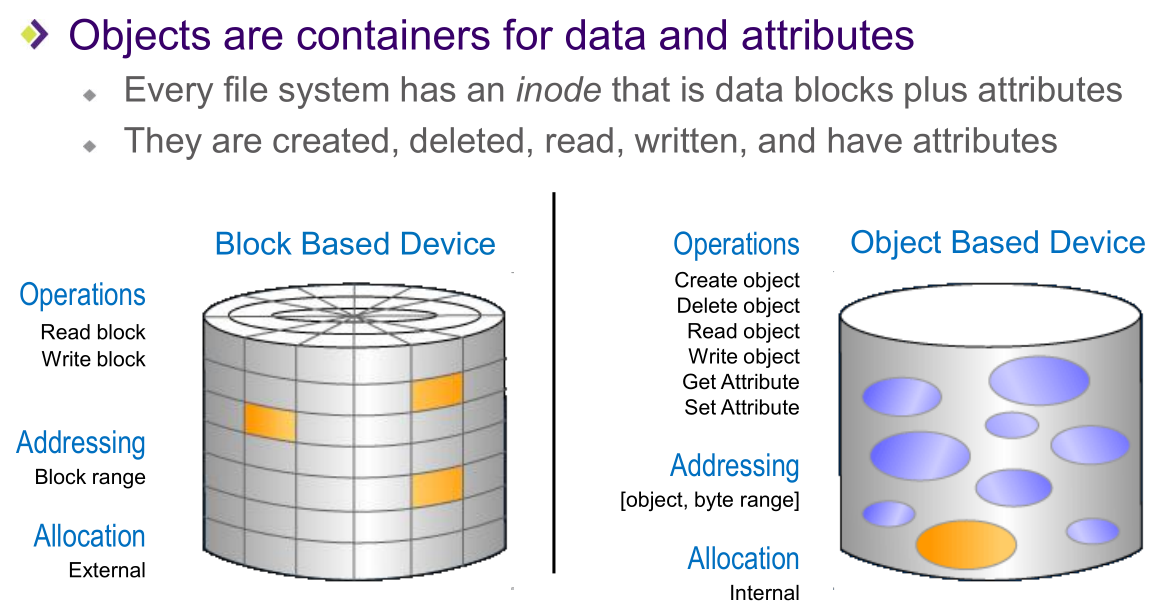 Objects are containers for data and attributes
Every file system has an inode that is data blocks plus attributes
They are created, deleted, read, written, and have attributes
Block Based Device
Operations
Read block
Write block
Addressing
Block range
Allocation
External
Object Based Device
Operations
Create object
Delete object
Read object
Write object
Get Attribute
Set Attribute
Addressing
[object, byte range]
Allocation
Internal